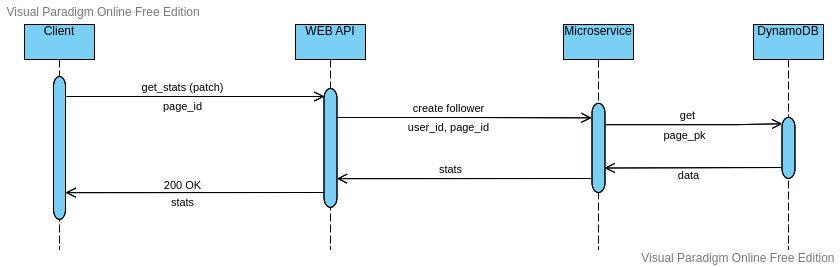 Visual Paradigm Online Free Edition
Client
WEB API
Microservice
DynamoDB
get_stats (patch)
page_id
create follower
user_id, page_id
get
page_pk
stats
data
200 OK
stats
Visual Paradigm Online Free Edition